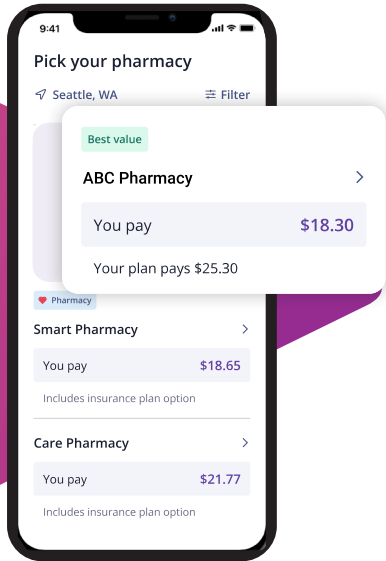 9:41
Pick your pharmacy
Seattle, WA Filter
Best value
ABC Pharmacy
You pay $18.30
Your plan pays $25.30
Pharmacy
Smart Pharmacy
You pay $18.65
Includes insurance plan option
Care Pharmacy
You pay $21.77
Includes insurance plan option